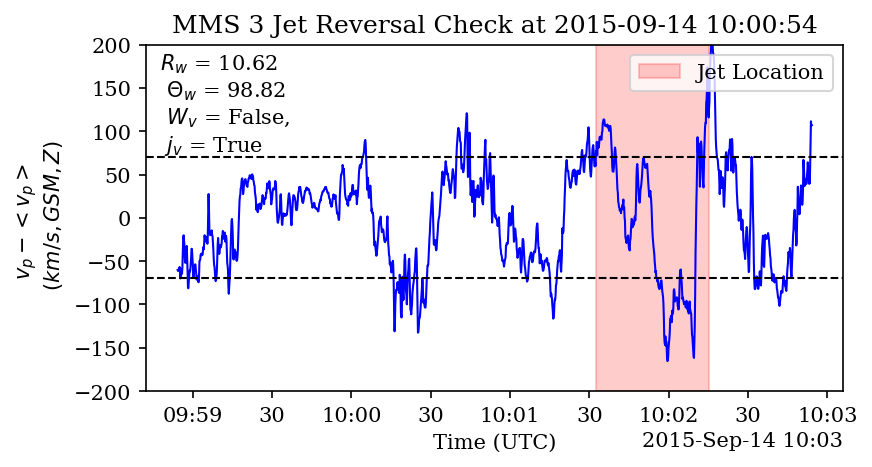 MMS 3 Jet Reversal Check at 2015-09-14 10:00:54
R_w = 10.62
Θ_w = 98.82
W_v = False,
j_v = True
Jet Location
v_p − < v_p >
(km/s, GSM, Z)
200
150
100
50
0
−50
−100
−150
−200
09:59 30 10:00 30 10:01 30 10:02 30 10:03
Time (UTC)
2015-Sep-14 10:03